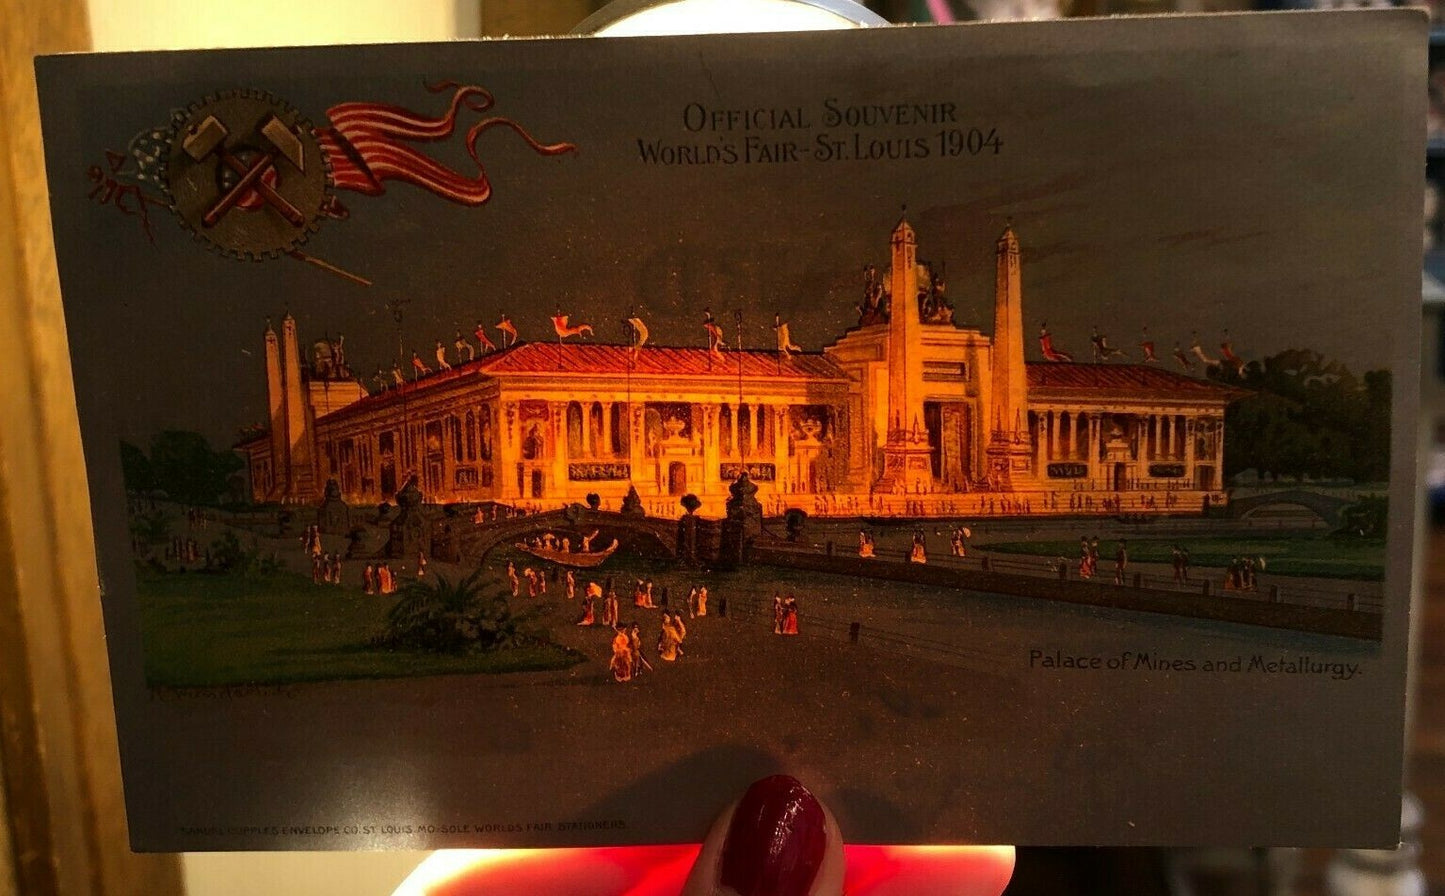 Official Souvenir
World's Fair-St. Louis 1904
Palace of Mines and Metallurgy.
SAMUEL CUPPLES ENVELOPE CO. ST LOUIS. MO. SOLE WORLDS FAIR STATIONERS